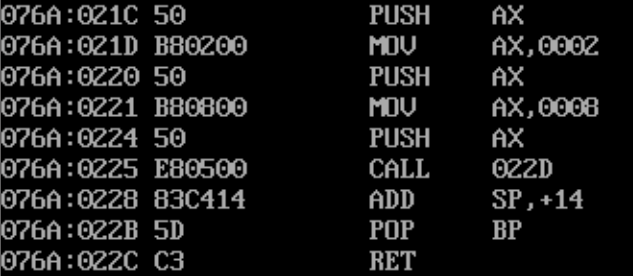 076A:021C 50 PUSH AX
076A:021D B80200 MOV AX,0002
076A:0220 50 PUSH AX
076A:0221 B80800 MOV AX,0008
076A:0224 50 PUSH AX
076A:0225 E80500 CALL 022D
076A:0228 83C414 ADD SP,+14
076A:022B 5D POP BP
076A:022C C3 RET